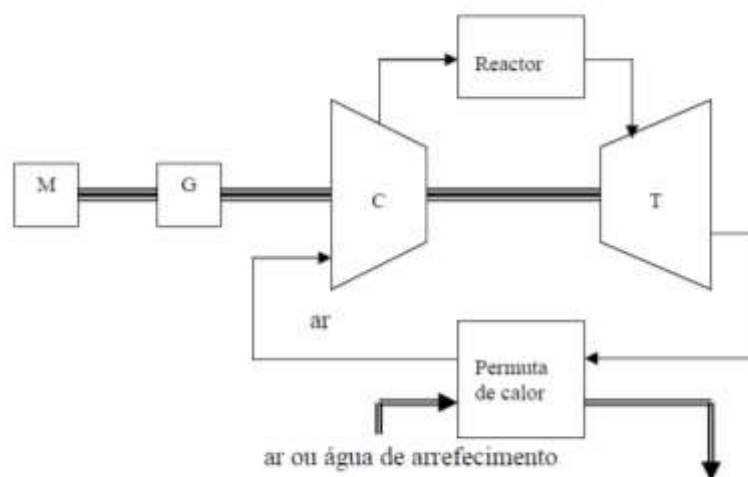 Reactor
M
G
C
T
ar
Permuta
de calor
ar ou água de arrefecimento